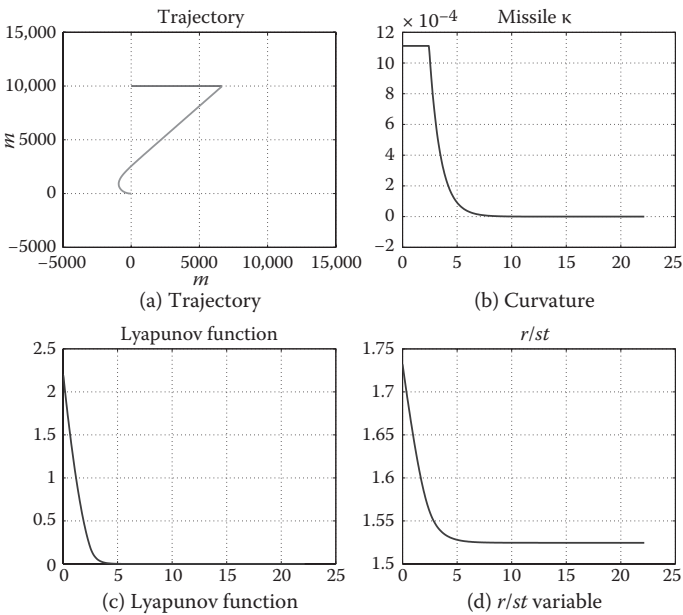 Trajectory
15,000
10,000
5000
0
−5000
m
−5000 0 5000 10,000 15,000
m
(a) Trajectory
Missile κ
× 10⁻⁴
12
10
8
6
4
2
0
−2
0 5 10 15 20 25
(b) Curvature
Lyapunov function
2.5
2
1.5
1
0.5
0
0 5 10 15 20 25
(c) Lyapunov function
r/st
1.75
1.65
1.6
1.55
1.5
0 5 10 15 20 25
(d) r/st variable